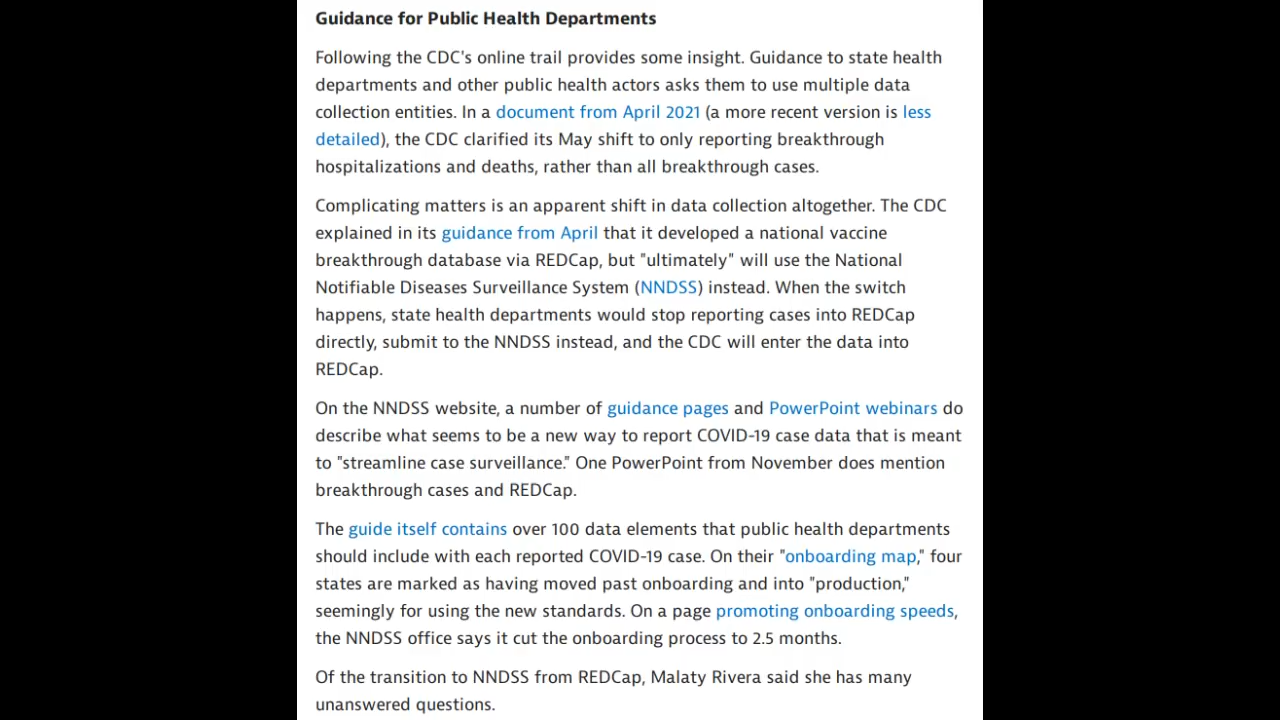 Guidance for Public Health Departments
Following the CDC's online trail provides some insight. Guidance to state health
departments and other public health actors asks them to use multiple data
collection entities. In a document from April 2021 (a more recent version is less
detailed), the CDC clarified its May shift to only reporting breakthrough
hospitalizations and deaths, rather than all breakthrough cases.
Complicating matters is an apparent shift in data collection altogether. The CDC
explained in its guidance from April that it developed a national vaccine
breakthrough database via REDCap, but "ultimately" will use the National
Notifiable Diseases Surveillance System (NNDSS) instead. When the switch
happens, state health departments would stop reporting cases into REDCap
directly, submit to the NNDSS instead, and the CDC will enter the data into
REDCap.
On the NNDSS website, a number of guidance pages and PowerPoint webinars do
describe what seems to be a new way to report COVID-19 case data that is meant
to "streamline case surveillance." One PowerPoint from November does mention
breakthrough cases and REDCap.
The guide itself contains over 100 data elements that public health departments
should include with each reported COVID-19 case. On their "onboarding map," four
states are marked as having moved past onboarding and into "production,"
seemingly for using the new standards. On a page promoting onboarding speeds,
the NNDSS office says it cut the onboarding process to 2.5 months.
Of the transition to NNDSS from REDCap, Malaty Rivera said she has many
unanswered questions.